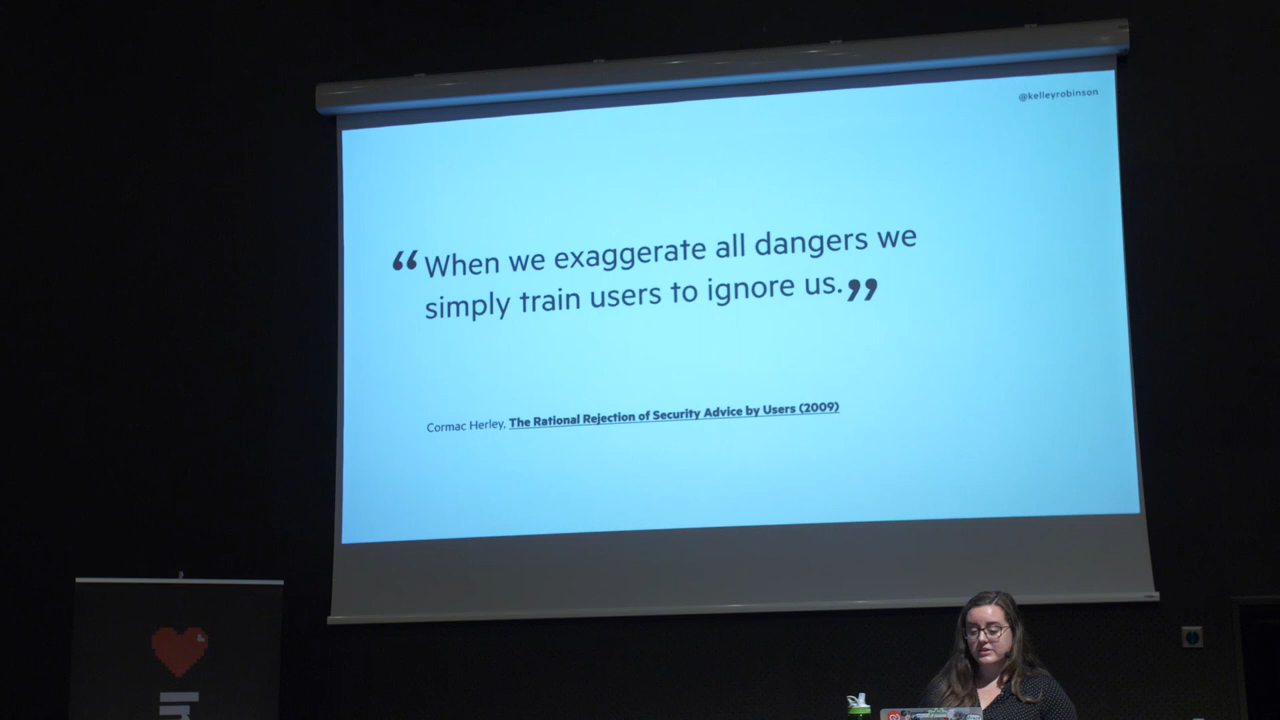 @kelleyrobinson
“When we exaggerate all dangers we
simply train users to ignore us.”
Cormac Herley, The Rational Rejection of Security Advice by Users (2009)